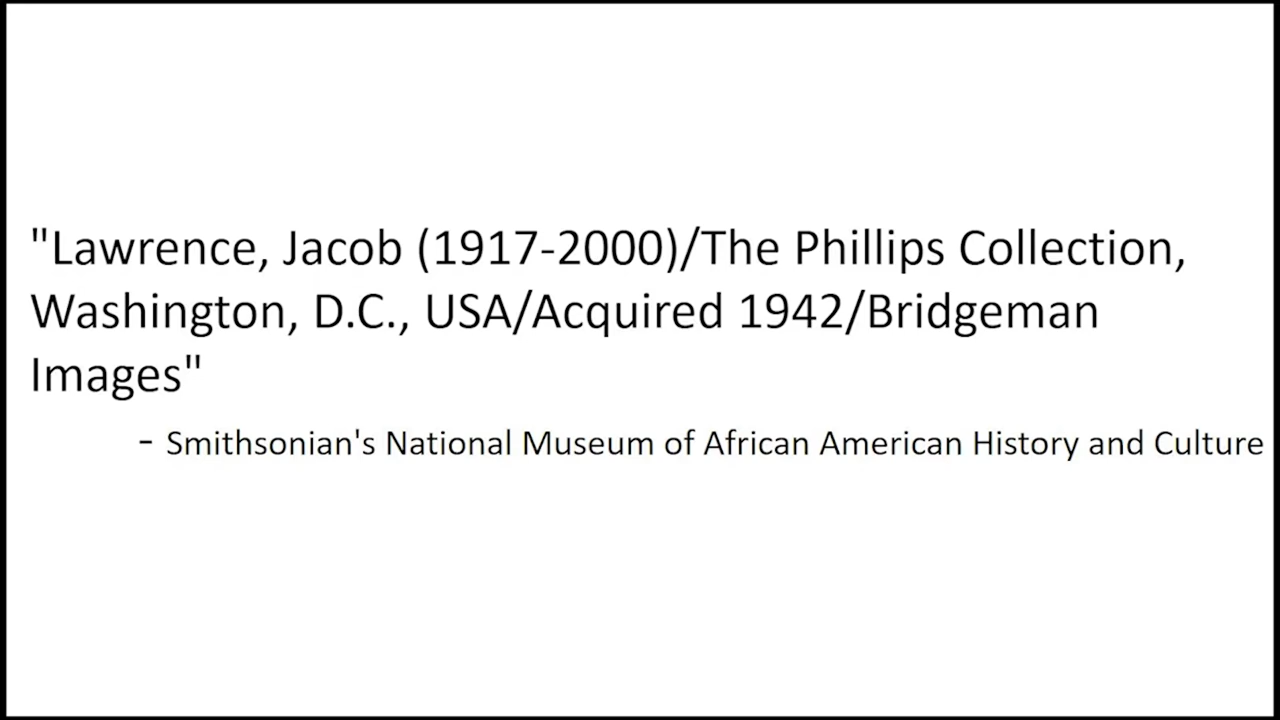 "Lawrence, Jacob (1917-2000)/The Phillips Collection,
Washington, D.C., USA/Acquired 1942/Bridgeman
Images"
- Smithsonian's National Museum of African American History and Culture